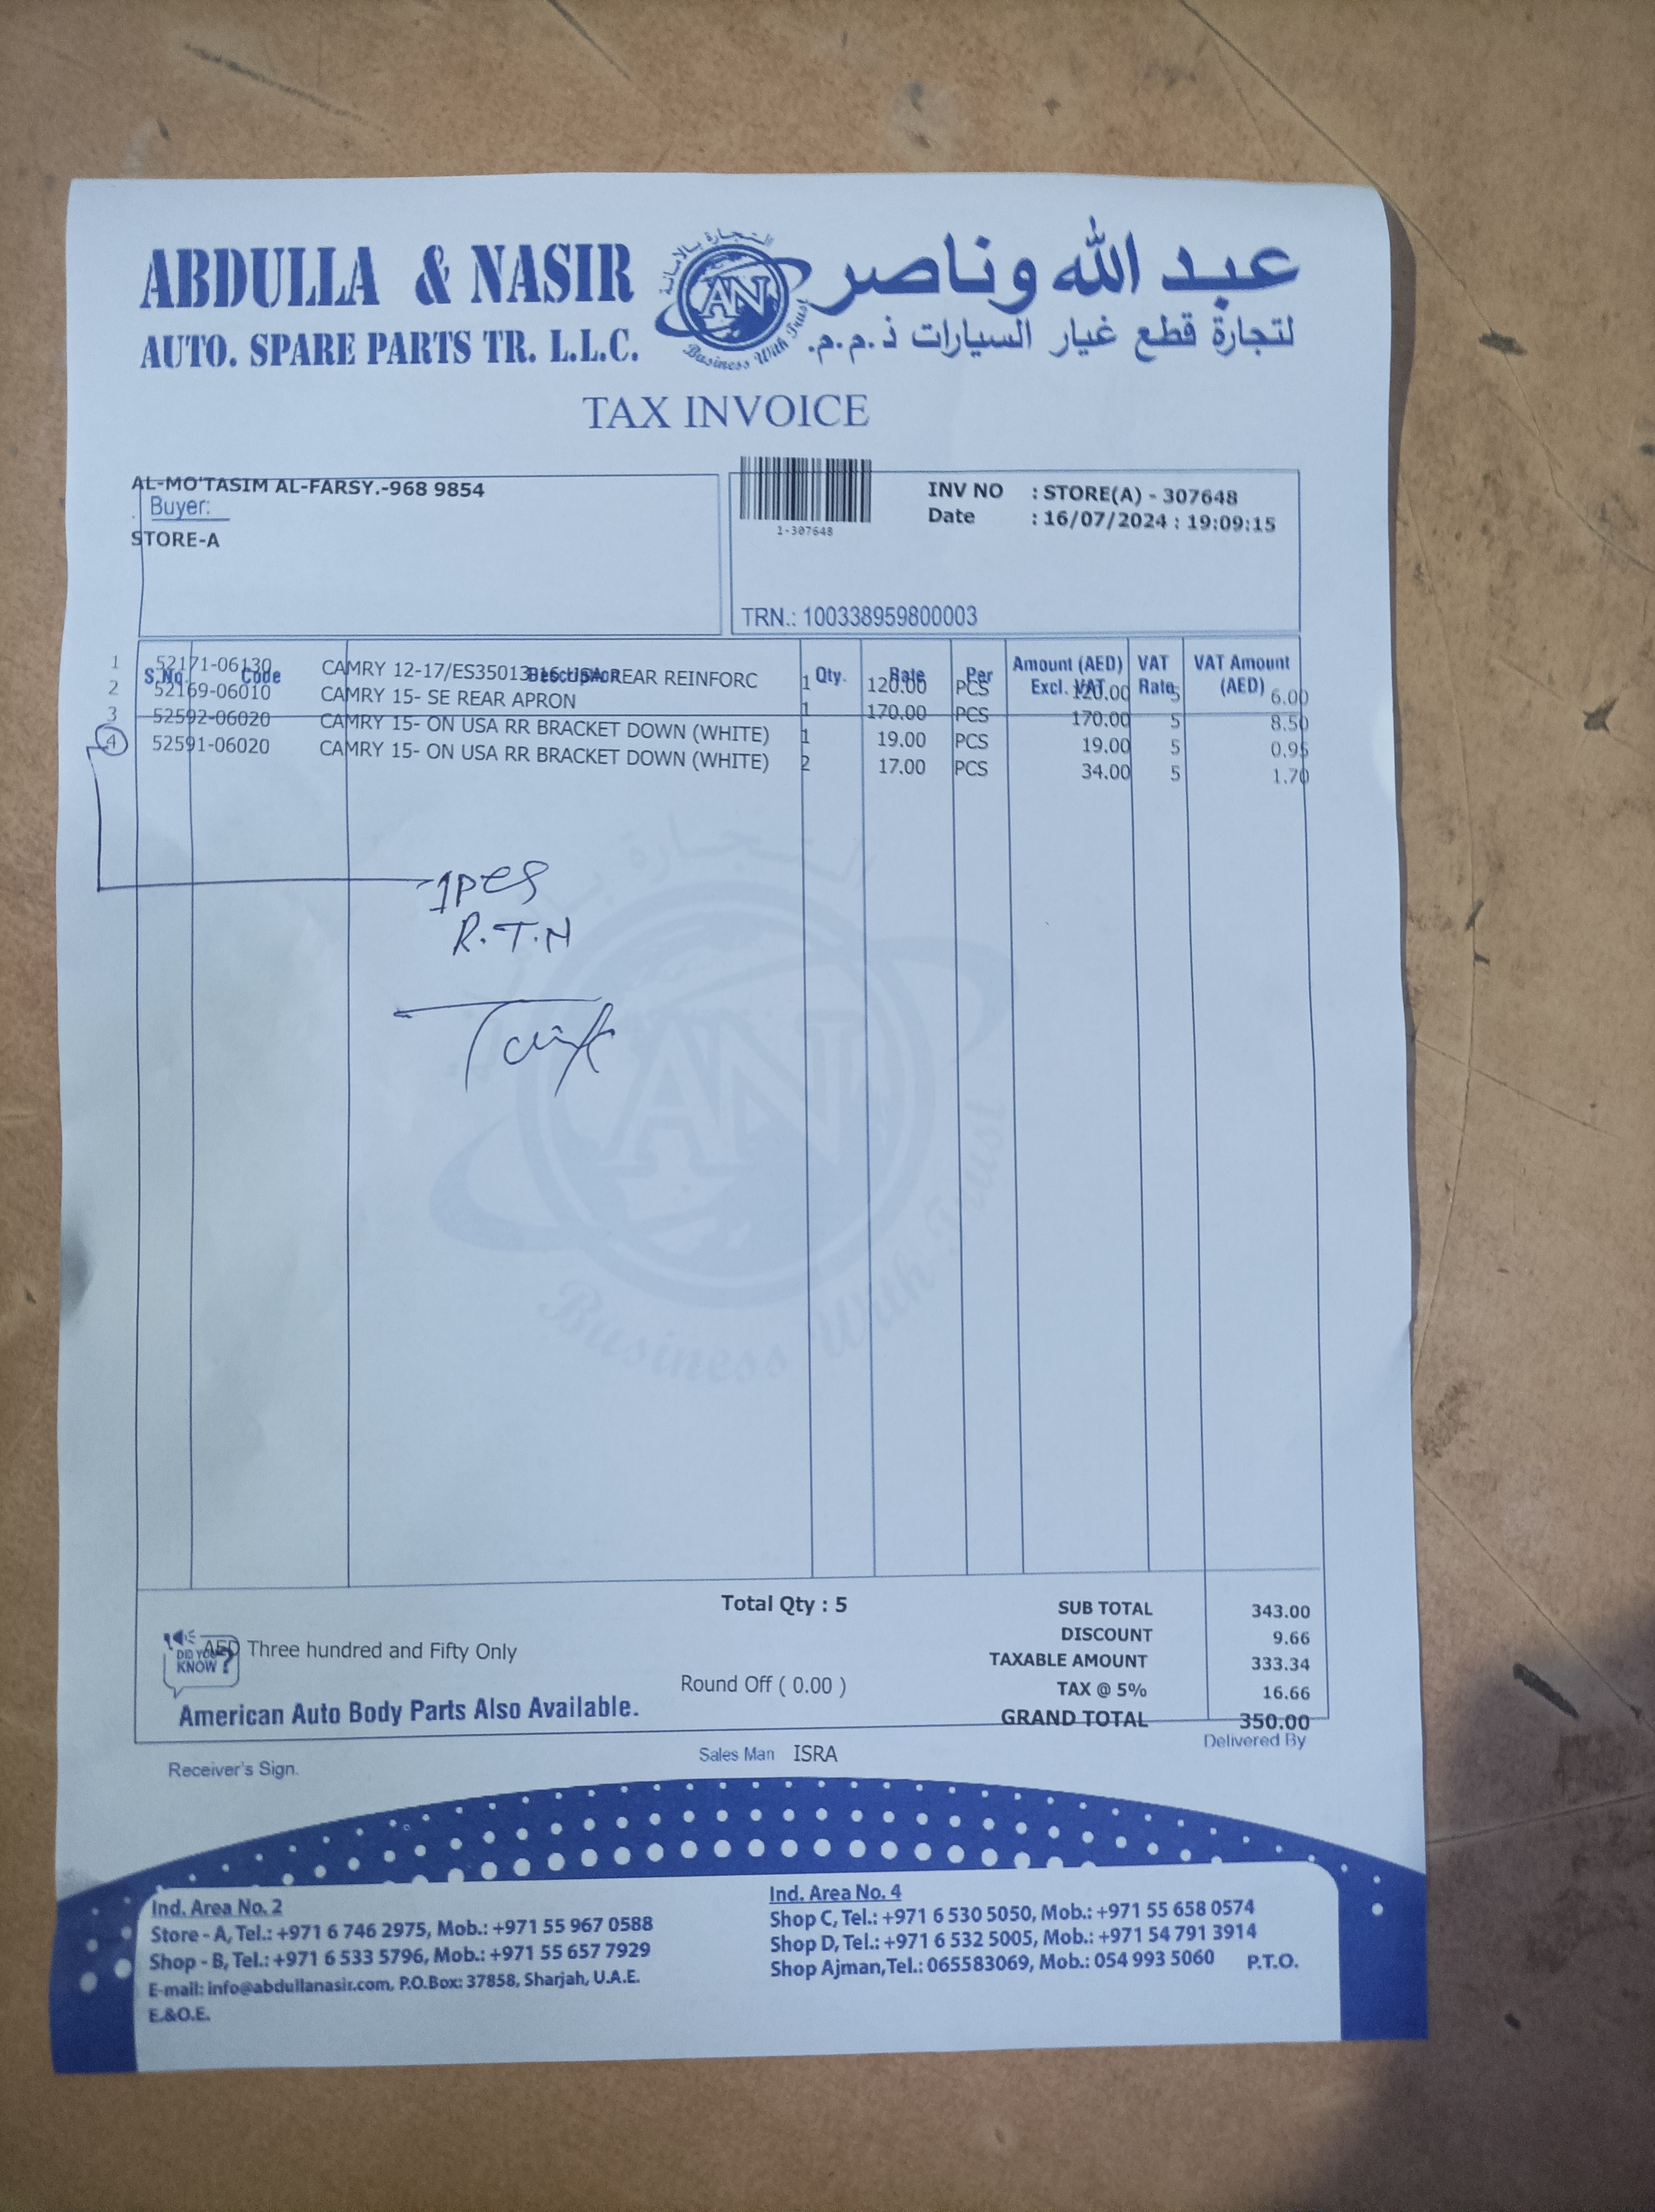 ABDULLA & NASIR
AUTO. SPARE PARTS TR. L.L.C.
التجارة بالامانة
AN
Business With Trust
عبد الله وناصر
لتجارة قطع غيار السيارات ذ.م.م.
TAX INVOICE
AL-MO'TASIM AL-FARSY.-968 9854
Buyer:
STORE-A
1-307648
INV NO : STORE(A) - 307648
Date : 16/07/2024 : 19:09:15
TRN.: 100338959800003
S.No. Code Description Qty. Rate Per Amount (AED) Excl. VAT VAT Rate VAT Amount (AED)
1 52171-06130 CAMRY 12-17/ES35013-16 USA REAR REINFORC 1 120.00 PCS 120.00 5 6.00
2 52169-06010 CAMRY 15- SE REAR APRON 1 170.00 PCS 170.00 5 8.50
3 52592-06020 CAMRY 15- ON USA RR BRACKET DOWN (WHITE) 1 19.00 PCS 19.00 5 0.95
4 52591-06020 CAMRY 15- ON USA RR BRACKET DOWN (WHITE) 2 17.00 PCS 34.00 5 1.70
1pcs
R.T.N
AN
Business With Trust
Total Qty : 5
SUB TOTAL 343.00
DISCOUNT 9.66
TAXABLE AMOUNT 333.34
TAX @ 5% 16.66
GRAND TOTAL 350.00
DID YOU KNOW?
AED Three hundred and Fifty Only
Round Off ( 0.00 )
American Auto Body Parts Also Available.
Receiver's Sign.
Sales Man ISRA
Delivered By
Ind. Area No. 2
Store - A, Tel.: +971 6 746 2975, Mob.: +971 55 967 0588
Shop - B, Tel.: +971 6 533 5796, Mob.: +971 55 657 7929
E-mail: info@abdullanasir.com, P.O.Box: 37858, Sharjah, U.A.E.
E.&O.E.
Ind. Area No. 4
Shop C, Tel.: +971 6 530 5050, Mob.: +971 55 658 0574
Shop D, Tel.: +971 6 532 5005, Mob.: +971 54 791 3914
Shop Ajman,Tel.: 065583069, Mob.: 054 993 5060 P.T.O.